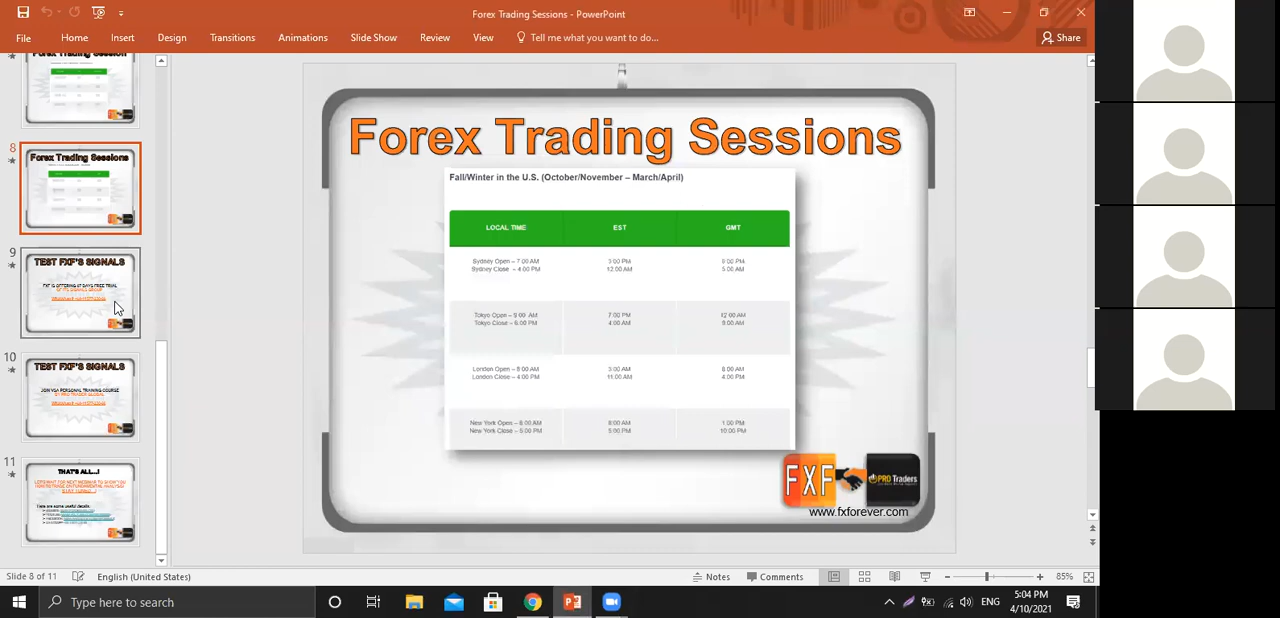 Forex Trading Sessions - PowerPoint
File Home Insert Design Transitions Animations Slide Show Review View Tell me what you want to do... Share
Forex Trading Session
8
Forex Trading Sessions
9
TEST FXF'S SIGNALS
10
TEST FXF'S SIGNALS
11
THAT'S ALL...!
Forex Trading Sessions
Fall/Winter in the U.S. (October/November – March/April)
LOCAL TIME EST GMT
Sydney Open – 7:00 AM 3:00 PM 8:00 PM
Sydney Close – 4:00 PM 12:00 AM 5:00 AM
Tokyo Open – 9:00 AM 7:00 PM 12:00 AM
Tokyo Close – 6:00 PM 4:00 AM 9:00 AM
London Open – 8:00 AM 3:00 AM 8:00 AM
London Close – 4:00 PM 11:00 AM 4:00 PM
New York Open – 8:00 AM 8:00 AM 1:00 PM
New York Close – 5:00 PM 5:00 PM 10:00 PM
FXF
PRO Traders
www.fxforever.com
Slide 8 of 11 English (United States) Notes Comments 85%
Type here to search
ENG
5:04 PM
4/10/2021